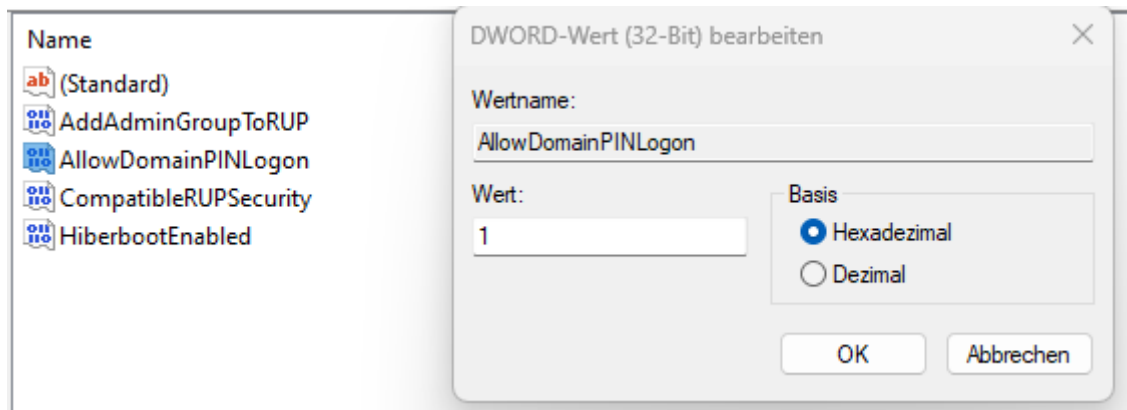 Name
(Standard)
AddAdminGroupToRUP
AllowDomainPINLogon
CompatibleRUPSecurity
HiberbootEnabled
DWORD-Wert (32-Bit) bearbeiten
Wertname:
AllowDomainPINLogon
Wert:
1
Basis
Hexadezimal
Dezimal
OK
Abbrechen